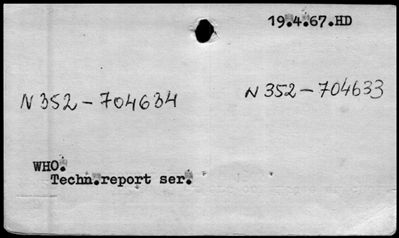 19.4.67.HD
N 352-704634
N 352-704633
WHO.
Techn.report ser.